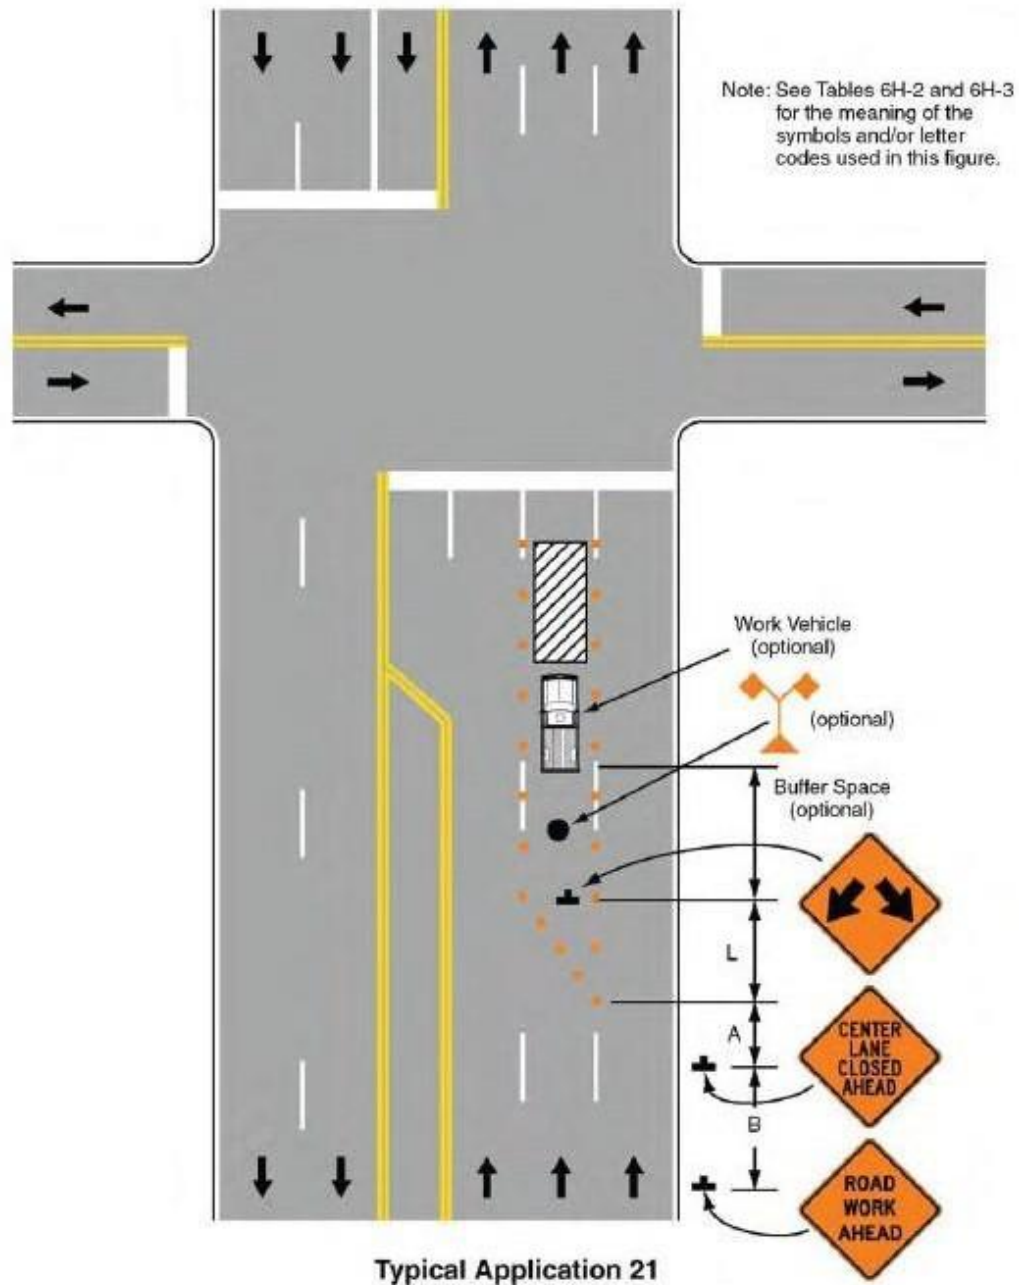 Note: See Tables 6H-2 and 6H-3
for the meaning of the
symbols and/or letter
codes used in this figure.
Work Vehicle
(optional)
(optional)
Buffer Space
(optional)
L
A
CENTER
LANE
CLOSED
AHEAD
B
ROAD
WORK
AHEAD
Typical Application 21